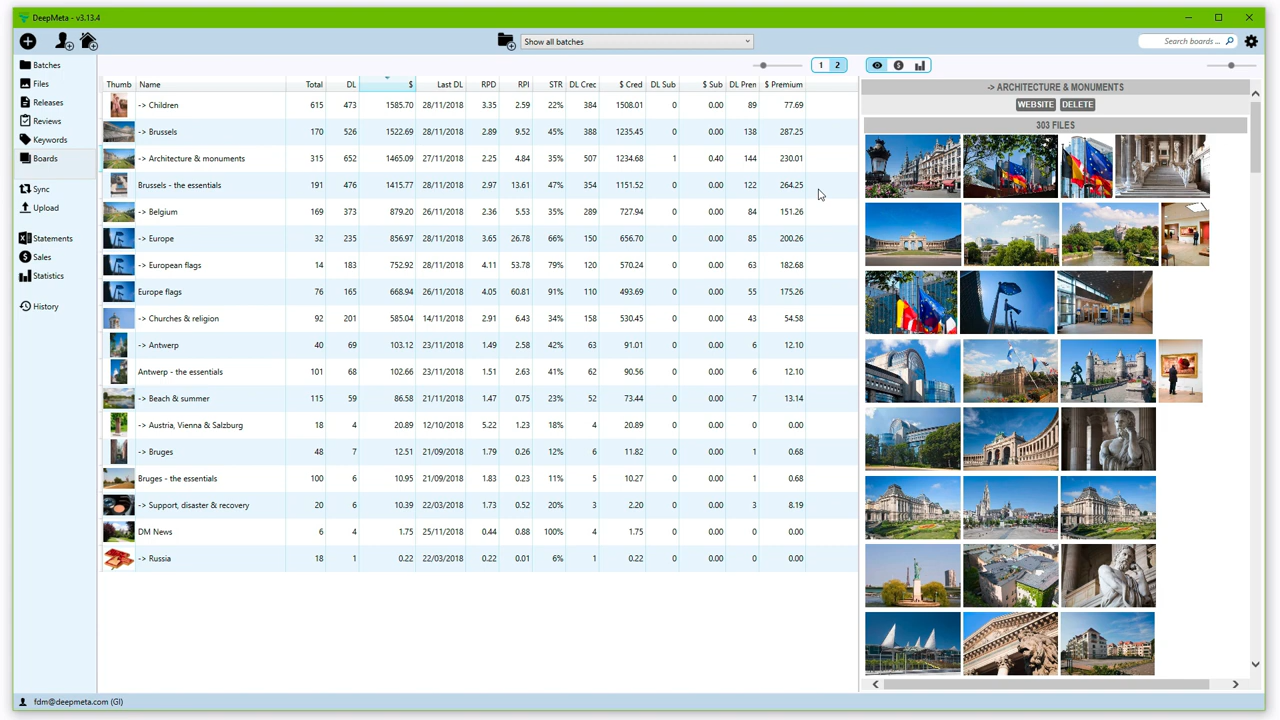 DeepMeta - v3.13.4
Show all batches
Search boards ...
Batches
Files
Releases
Reviews
Keywords
Boards
Sync
Upload
Statements
Sales
Statistics
History
1 2
Thumb Name Total DL $ Last DL RPD RPI STR DL Crec $ Cred DL Sub $ Sub DL Pren $ Premium
-> Children 615 473 1585.70 28/11/2018 3.35 2.59 22% 384 1508.01 0 0.00 89 77.69
-> Brussels 170 1522.69 28/11/2018 2.89 9.52 45% 388 1235.45 0 0.00 138 287.25
-> Architecture & monuments 315 652 1465.09 27/11/2018 2.25 4.84 35% 507 1234.68 1 0.40 144 230.01
Brussels - the essentials 191 1415.77 28/11/2018 2.97 13.61 47% 354 1151.52 0 0.00 122 264.25
-> Belgium 169 373 879.20 26/11/2018 2.36 5.53 35% 289 727.94 0 0.00 84 151.26
-> Europe 32 235 856.97 28/11/2018 3.65 26.78 66% 150 656.70 0 0.00 85 200.26
-> European flags 14 752.92 28/11/2018 4.11 33.78 79% 120 570.24 0 0.00 63 182.68
Europe flags 76 668.94 26/11/2018 4.05 60.81 91% 110 493.69 0 0.00 55 175.26
-> Churches & religion 92 201 14/11/2018 2.91 6.43 34% 158 530.45 0 0.00 43 54.58
-> Antwerp 40 103.12 23/11/2018 1.49 2.58 42% 63 91.01 0 0.00 6 12.10
Antwerp - the essentials 101 102.66 23/11/2018 1.51 2.63 41% 62 90.56 0 0.00 6 12.10
-> Beach & summer 115 86.58 26/11/2018 1.47 0.75 23% 52 73.44 0 0.00 7 13.14
-> Austria, Vienna & Salzburg 18 12/10/2018 5.22 1.23 18% 4 20.89 0 0.00 0 0.00
-> Bruges 48 7 12.51 21/09/2018 1.79 0.26 12% 6 11.82 0 0.00 1 0.68
Bruges - the essentials 100 10.95 21/09/2018 1.83 0.23 11% 5 10.27 0 0.00 1 0.68
-> Support, disaster & recovery 20 10.39 22/03/2018 1.73 0.52 20% 3 2.20 0 0.00 3 8.19
DM News 6 1.75 25/11/2018 0.44 0.88 100% 4 1.75 0 0.00 0 0.00
-> Russia 18 0.22 22/03/2018 0.22 0.01 6% 1 0.22 0 0.00 0 0.00
-> ARCHITECTURE & MONUMENTS
WEBSITE DELETE
303 FILES
fdm@deepmeta.com (GI)